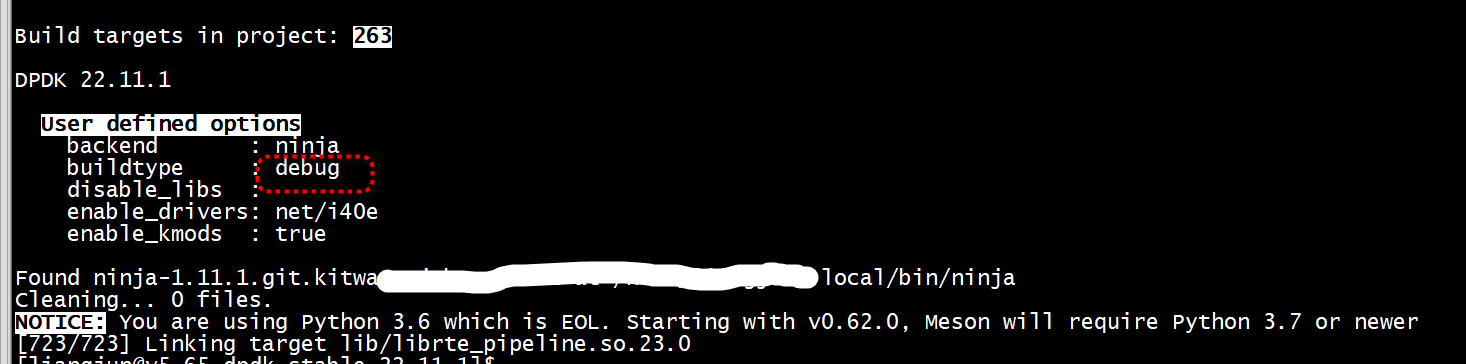 Build targets in project: 263
DPDK 22.11.1
User defined options
backend : ninja
buildtype : debug
disable_libs :
enable_drivers: net/i40e
enable_kmods : true
Found ninja-1.11.1.git.kitwa local/bin/ninja
Cleaning... 0 files.
NOTICE: You are using Python 3.6 which is EOL. Starting with v0.62.0, Meson will require Python 3.7 or newer
[723/723] Linking target lib/librte_pipeline.so.23.0